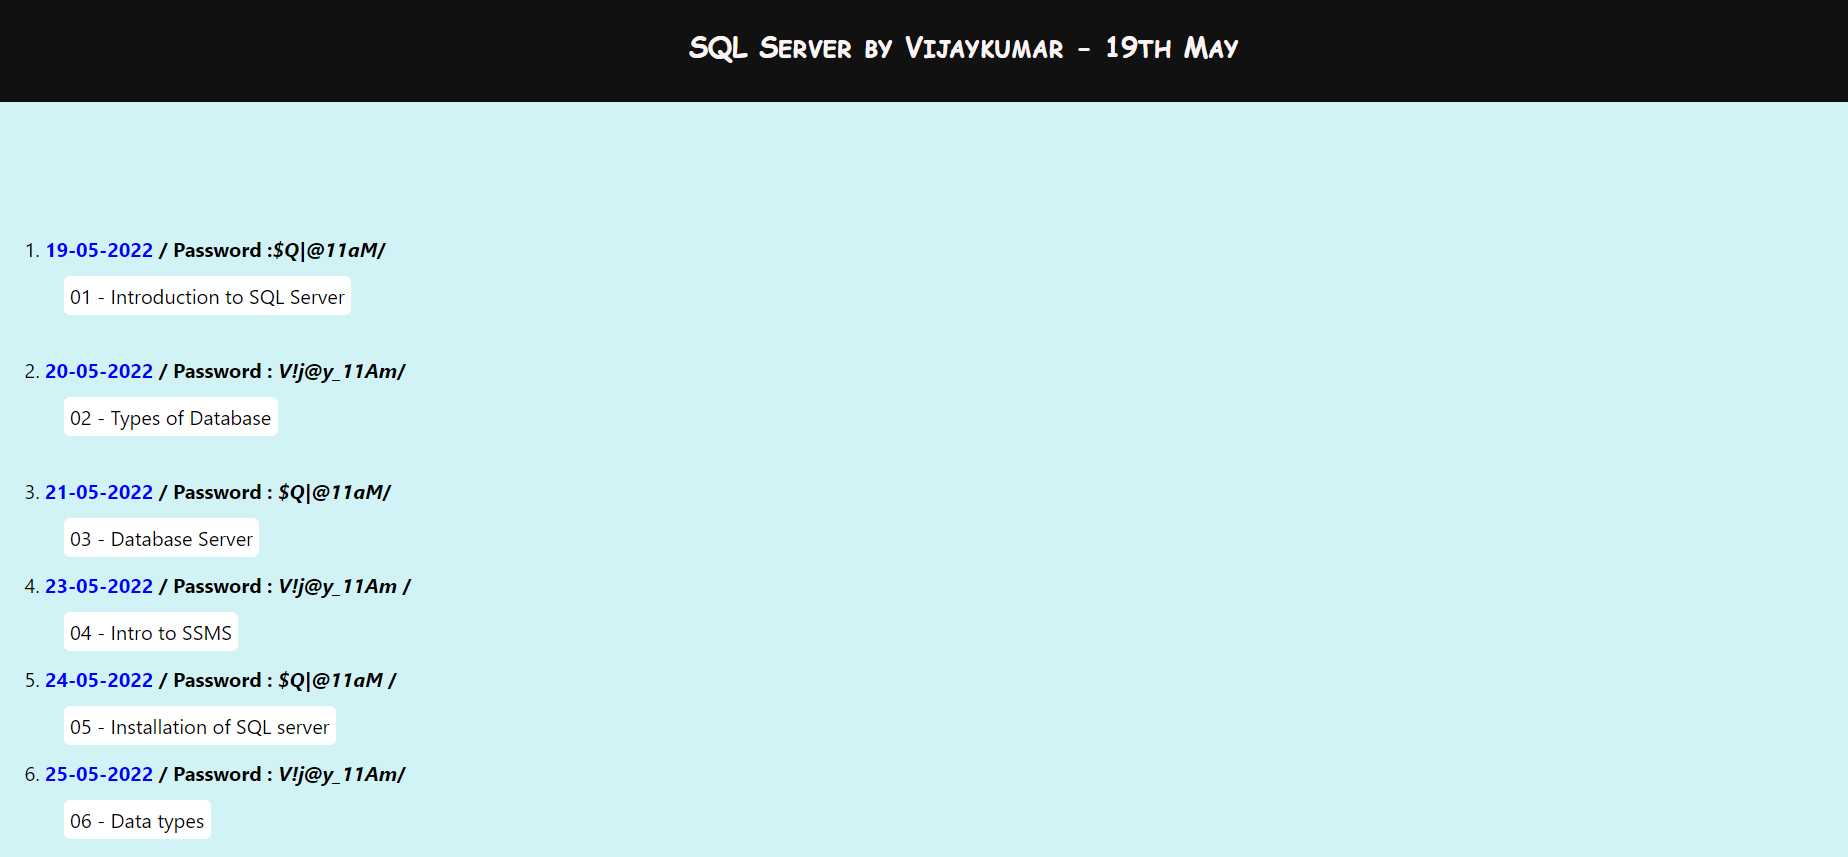 SQL Server by Vijaykumar - 19th May
1. 19-05-2022 / Password :$Q|@11aM/
01 - Introduction to SQL Server
2. 20-05-2022 / Password : V!j@y_11Am/
02 - Types of Database
3. 21-05-2022 / Password : $Q|@11aM/
03 - Database Server
4. 23-05-2022 / Password : V!j@y_11Am /
04 - Intro to SSMS
5. 24-05-2022 / Password : $Q|@11aM /
05 - Installation of SQL server
6. 25-05-2022 / Password : V!j@y_11Am/
06 - Data types